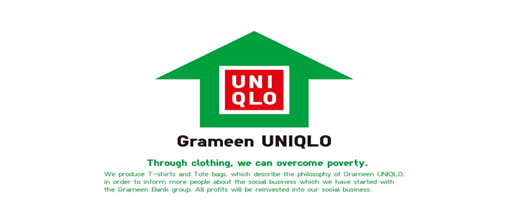 UNI
QLO
Grameen UNIQLO
Through clothing, we can overcome poverty.
We produce T-shirts and Tote bags, which describe the philosophy of Grameen UNIQLO,
in order to inform more people about the social business which we have started with
the Grameen Bank group. All profits will be reinvested into our social business.